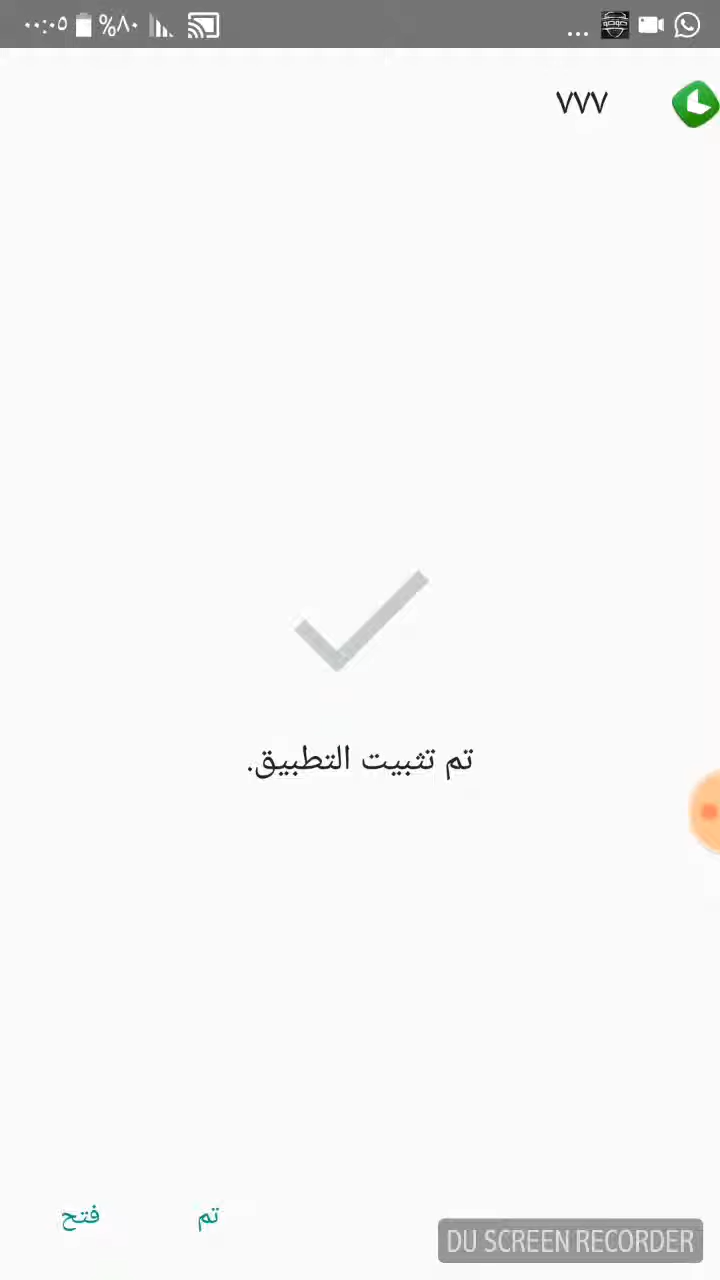 ٠٠:٠٥ %٨٠ ...
٧٧٧
تم تثبيت التطبيق.
تم فتح
DU SCREEN RECORDER